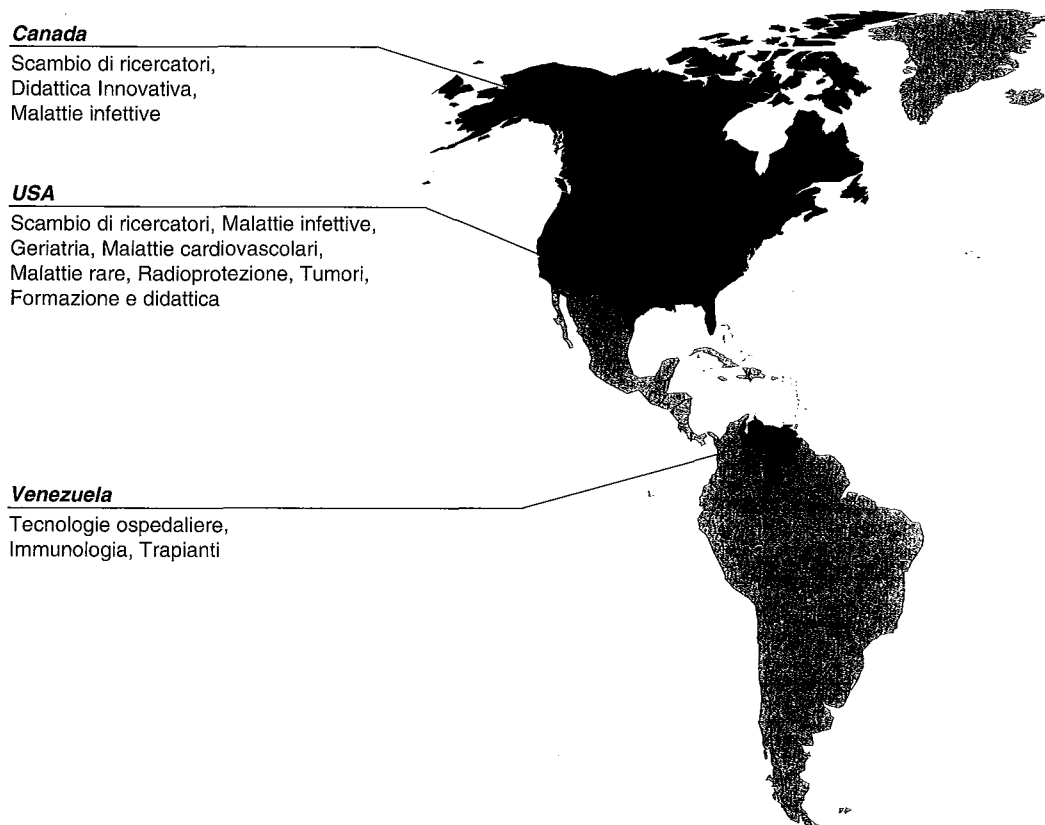 Canada
Scambio di ricercatori,
Didattica Innovativa,
Malattie infettive
USA
Scambio di ricercatori, Malattie infettive,
Geriatria, Malattie cardiovascolari,
Malattie rare, Radioprotezione, Tumori,
Formazione e didattica
Venezuela
Tecnologie ospedaliere,
Immunologia, Trapianti